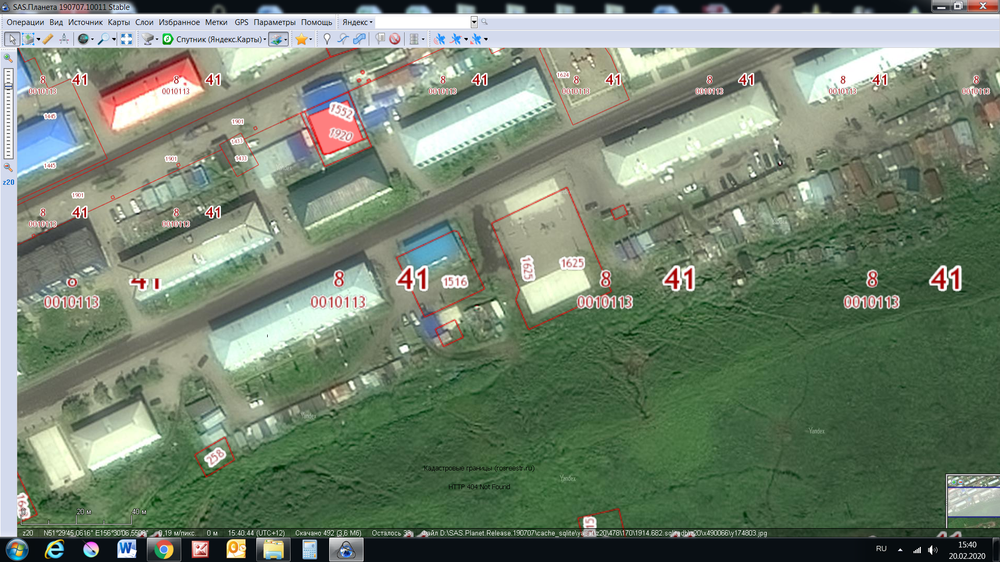 SAS.Планета 190707.10011 Stable
Операции Вид Источник Карты Слои Избранное Метки GPS Параметры Помощь Яндекс
Спутник (Яндекс.Карты)
z20
8 41 8 41 8 41 1624 8 41 8 41 8 41 8
0010113 0010113 0010113 0010113 0010113 0010113 0010113
1552
1445 1901
1920
1433
1901 1433
1445 Yandex
1901
8 41 8 41
0010113 0010113
Yandex
1625 1625
8 41 8 41 1516 8 41 8 41
0010113 0010113 0010113 0010113
Yandex
Yandex
258
Кадастровые границы (rosreestr.ru)
Yandex
HTTP 404 Not Found
0 20 м 40 м
z20 N51°29'45,0616" E156°30'06,5508" 0,19 м/пикс. 0 м 15:40:44 (UTC+12) Скачано 492 (3,6 Мб) Осталось 33 Файл D:\SAS.Planet.Release.190707\cache_sqlite\yasat\z20\478\170\1914.682.sqlitedb\z20\x490066\y174803.jpg
RU 15:40
20.02.2020